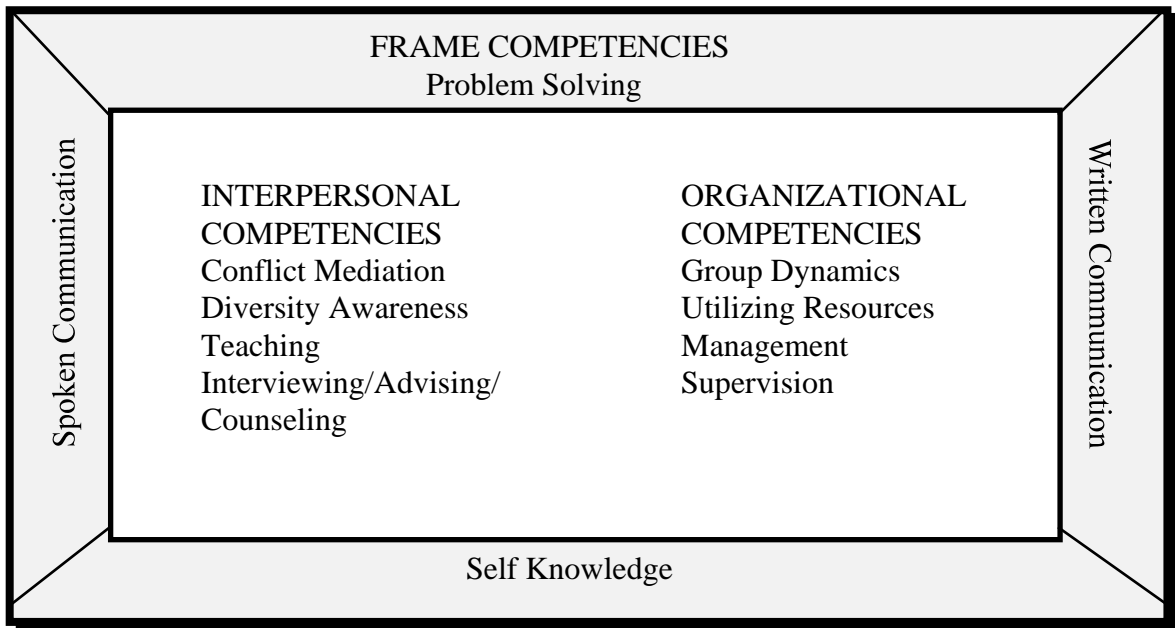 FRAME COMPETENCIES
Problem Solving
Spoken Communication
INTERPERSONAL
COMPETENCIES
Conflict Mediation
Diversity Awareness
Teaching
Interviewing/Advising/
Counseling
ORGANIZATIONAL
COMPETENCIES
Group Dynamics
Utilizing Resources
Management
Supervision
Written Communication
Self Knowledge